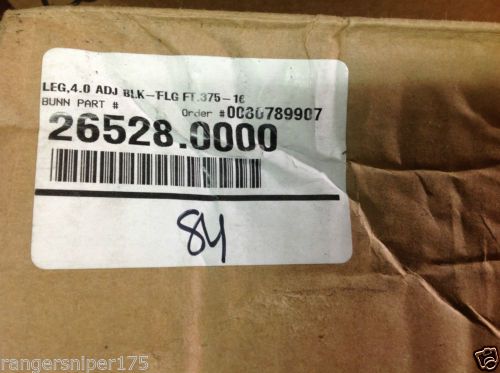 LEG,4.0 ADJ BLK-FLG FT.375-16
BUNN PART # Order #0080789907
26528.0000
84
rangersniper175